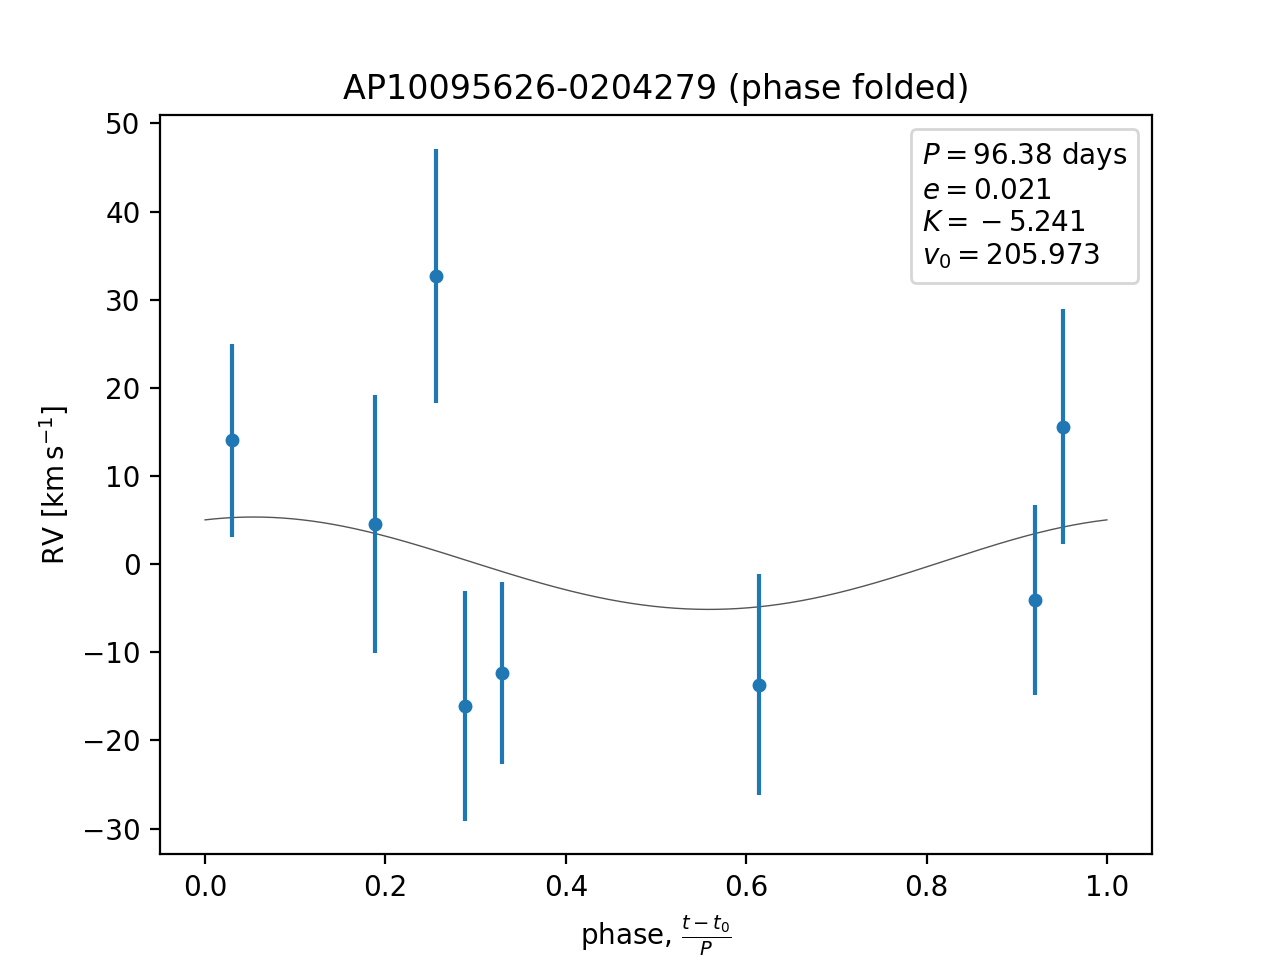 AP10095626-0204279 (phase folded)
P = 96.38 days
e = 0.021
K = −5.241
v₀ = 205.973
RV [km s⁻¹]
50
40
30
20
10
0
−10
−20
−30
0.0 0.2 0.4 0.6 0.8 1.0
phase, (t − t₀)/P